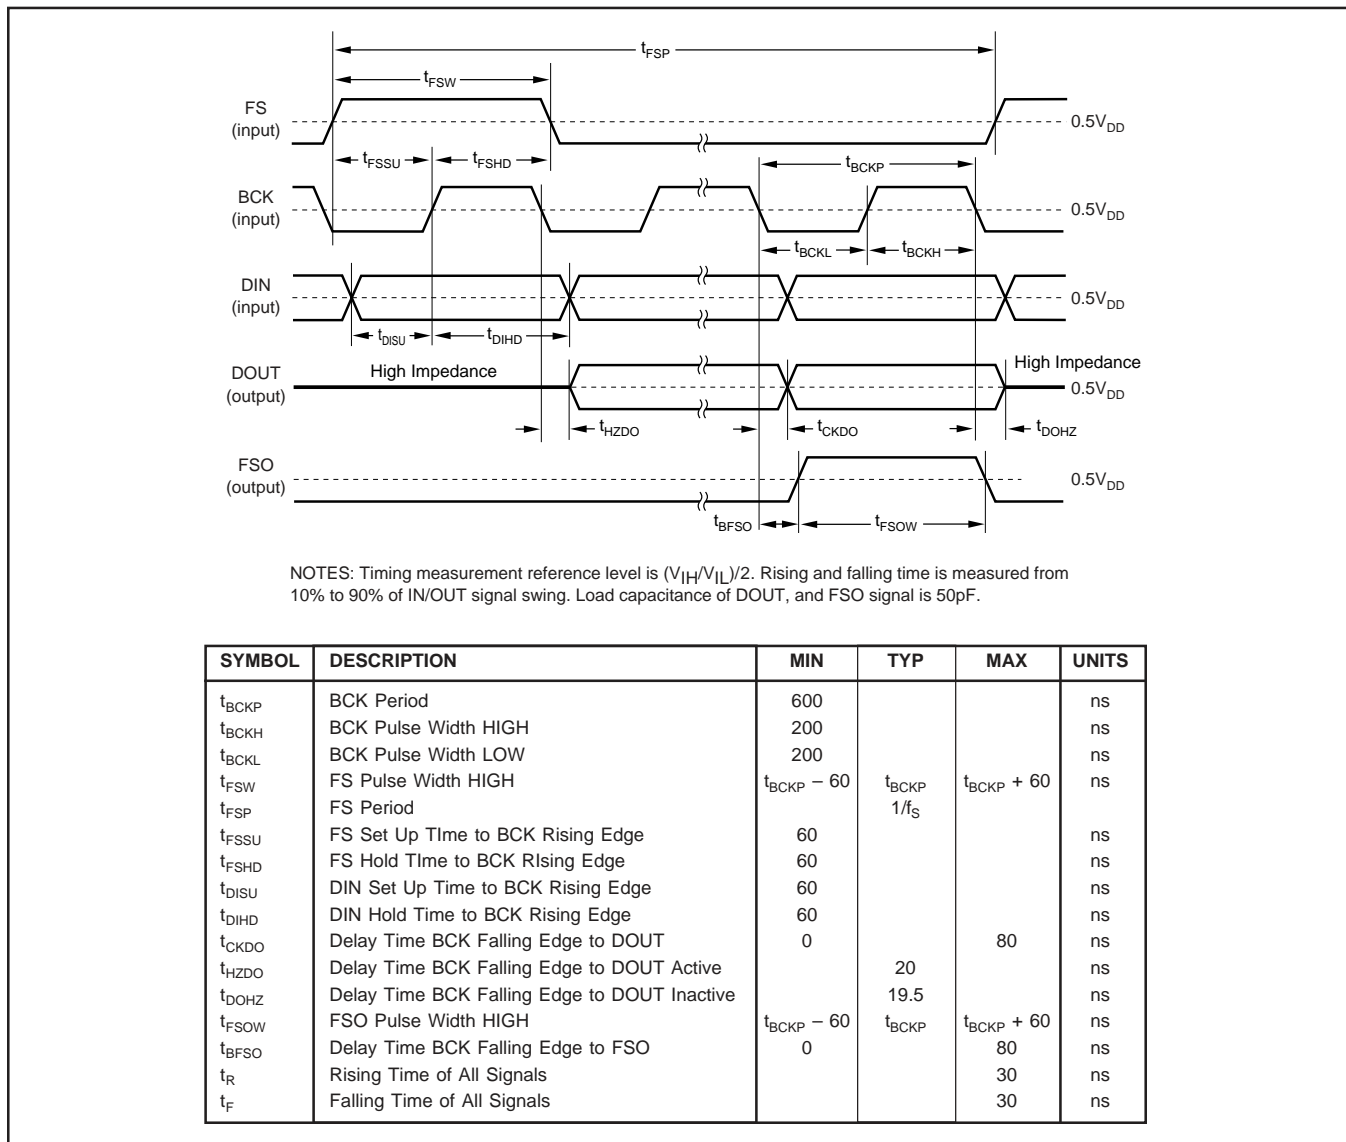 tFSP
tFSW
FS
(input)
0.5VDD
tFSSU
tFSHD
tBCKP
BCK
(input)
0.5VDD
tBCKL
tBCKH
DIN
(input)
0.5VDD
tDISU
tDIHD
DOUT
(output)
High Impedance
High Impedance
0.5VDD
tHZDO
tCKDO
tDOHZ
FSO
(output)
0.5VDD
tBFSO
tFSOW
NOTES: Timing measurement reference level is (VIH/VIL)/2. Rising and falling time is measured from
10% to 90% of IN/OUT signal swing. Load capacitance of DOUT, and FSO signal is 50pF.
SYMBOL DESCRIPTION MIN TYP MAX UNITS
tBCKP BCK Period 600 ns
tBCKH BCK Pulse Width HIGH 200 ns
tBCKL BCK Pulse Width LOW 200 ns
tFSW FS Pulse Width HIGH tBCKP – 60 tBCKP tBCKP + 60 ns
tFSP FS Period 1/fS
tFSSU FS Set Up TIme to BCK Rising Edge 60 ns
tFSHD FS Hold TIme to BCK RIsing Edge 60 ns
tDISU DIN Set Up Time to BCK Rising Edge 60 ns
tDIHD DIN Hold Time to BCK Rising Edge 60 ns
tCKDO Delay Time BCK Falling Edge to DOUT 0 80 ns
tHZDO Delay Time BCK Falling Edge to DOUT Active 20 ns
tDOHZ Delay Time BCK Falling Edge to DOUT Inactive 19.5 ns
tFSOW FSO Pulse Width HIGH tBCKP – 60 tBCKP tBCKP + 60 ns
tBFSO Delay Time BCK Falling Edge to FSO 0 80 ns
tR Rising Time of All Signals 30 ns
tF Falling Time of All Signals 30 ns